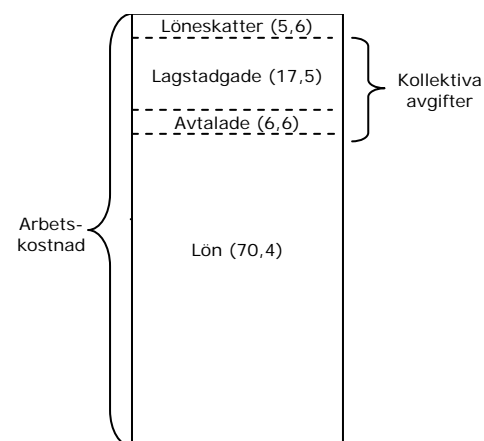 Löneskatter (5,6)
Lagstadgade (17,5)
Kollektiva
avgifter
Avtalade (6,6)
Arbets-
kostnad
Lön (70,4)